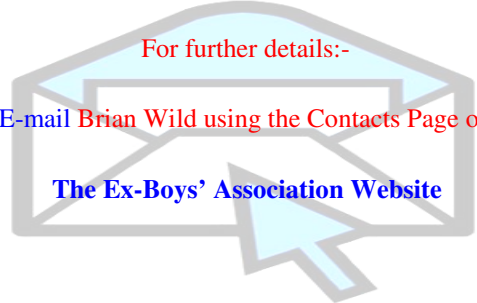 For further details:-
E-mail Brian Wild using the Contacts Page o
The Ex-Boys’ Association Website